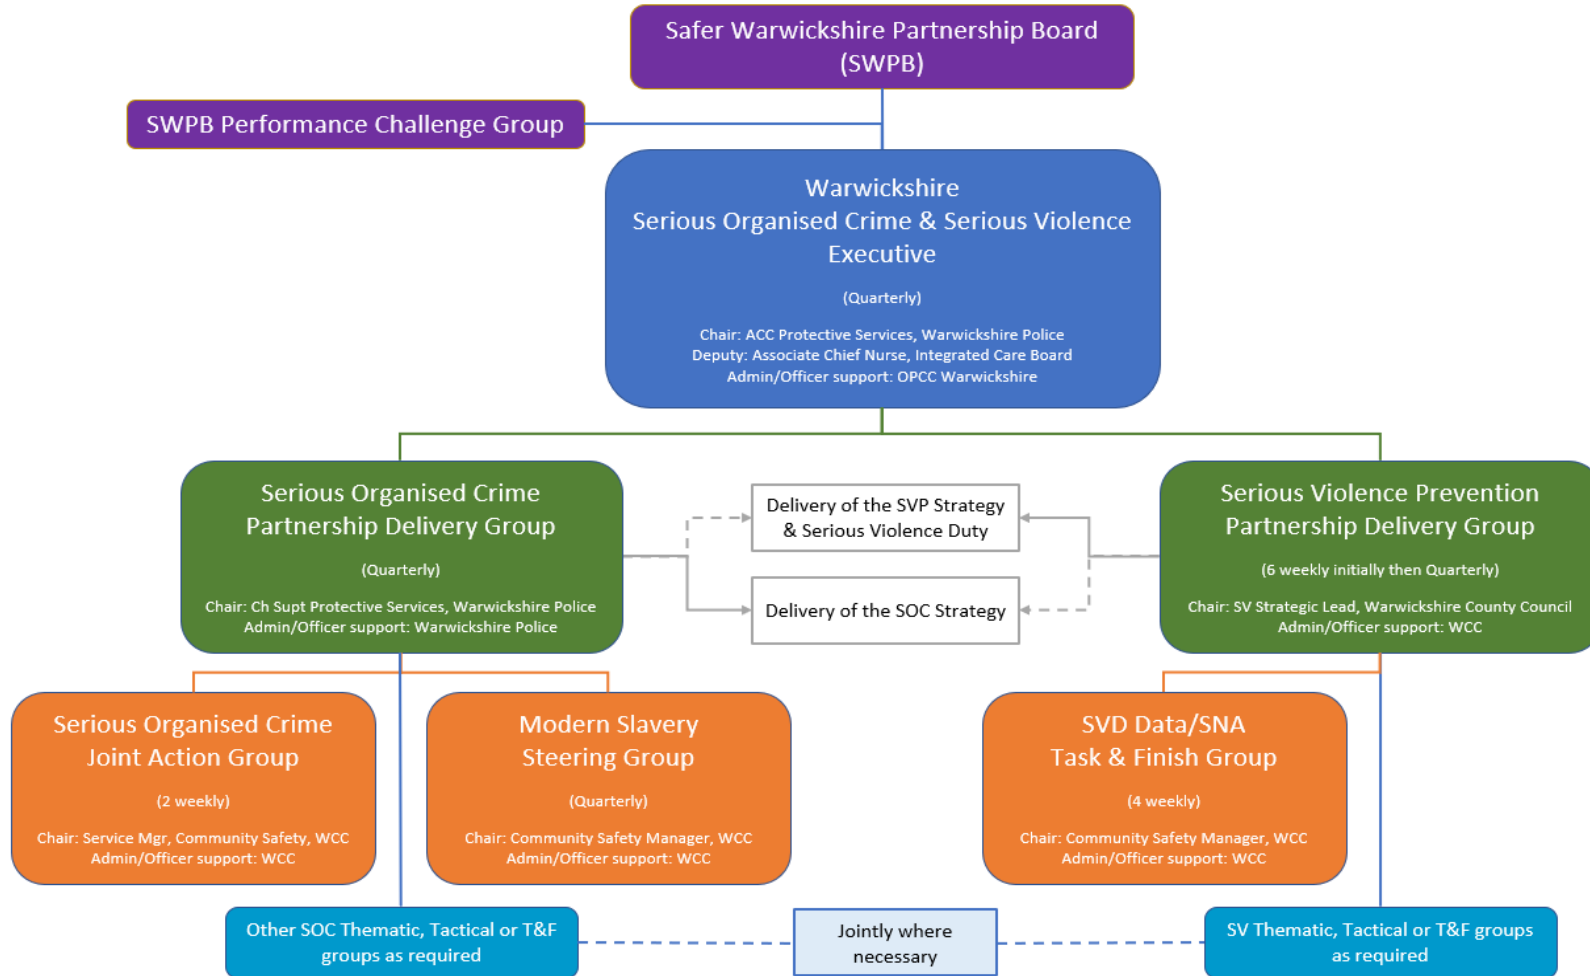 Safer Warwickshire Partnership Board
(SWPB)
SWPB Performance Challenge Group
Warwickshire
Serious Organised Crime & Serious Violence
Executive
(Quarterly)
Chair: ACC Protective Services, Warwickshire Police
Deputy: Associate Chief Nurse, Integrated Care Board
Admin/Officer support: OPCC Warwickshire
Serious Organised Crime
Partnership Delivery Group
(Quarterly)
Chair: Ch Supt Protective Services, Warwickshire Police
Admin/Officer support: Warwickshire Police
Delivery of the SVP Strategy
& Serious Violence Duty
Delivery of the SOC Strategy
Serious Violence Prevention
Partnership Delivery Group
(6 weekly initially then Quarterly)
Chair: SV Strategic Lead, Warwickshire County Council
Admin/Officer support: WCC
Serious Organised Crime
Joint Action Group
(2 weekly)
Chair: Service Mgr, Community Safety, WCC
Admin/Officer support: WCC
Modern Slavery
Steering Group
(Quarterly)
Chair: Community Safety Manager, WCC
Admin/Officer support: WCC
SVD Data/SNA
Task & Finish Group
(4 weekly)
Chair: Community Safety Manager, WCC
Admin/Officer support: WCC
Other SOC Thematic, Tactical or T&F
groups as required
Jointly where
necessary
SV Thematic, Tactical or T&F groups
as required